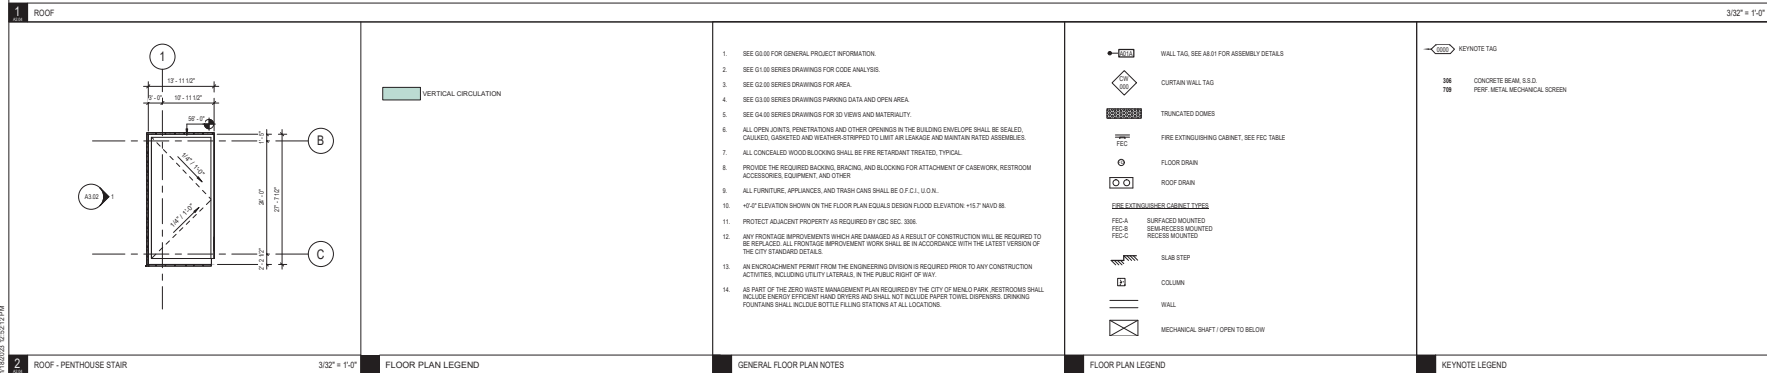 1 ROOF 3/32" = 1'-0"
1
13' - 11 1/2"
3' - 0" 10' - 11 1/2"
56' - 0"
1' - 5"
B
1/4" / 1'-0"
A3.02 1
24' - 0"
27' - 7 1/2"
1/4" / 1'-0"
C
2' - 2 1/2"
2 ROOF - PENTHOUSE STAIR 3/32" = 1'-0"
VERTICAL CIRCULATION
FLOOR PLAN LEGEND
1. SEE G0.00 FOR GENERAL PROJECT INFORMATION.
2. SEE G1.00 SERIES DRAWINGS FOR CODE ANALYSIS.
3. SEE G2.00 SERIES DRAWINGS FOR AREA.
4. SEE G3.00 SERIES DRAWINGS PARKING DATA AND OPEN AREA.
5. SEE G4.00 SERIES DRAWINGS FOR 3D VIEWS AND MATERIALITY.
6. ALL OPEN JOINTS, PENETRATIONS AND OTHER OPENINGS IN THE BUILDING ENVELOPE SHALL BE SEALED,
CAULKED, GASKETED AND WEATHER-STRIPPED TO LIMIT AIR LEAKAGE AND MAINTAIN RATED ASSEMBLIES.
7. ALL CONCEALED WOOD BLOCKING SHALL BE FIRE RETARDANT TREATED, TYPICAL.
8. PROVIDE THE REQUIRED BACKING, BRACING, AND BLOCKING FOR ATTACHMENT OF CASEWORK, RESTROOM
ACCESSORIES, EQUIPMENT, AND OTHER
9. ALL FURNITURE, APPLIANCES, AND TRASH CANS SHALL BE O.F.C.I., U.O.N..
10. +0'-0" ELEVATION SHOWN ON THE FLOOR PLAN EQUALS DESIGN FLOOD ELEVATION: +15.7' NAVD 88.
11. PROTECT ADJACENT PROPERTY AS REQUIRED BY CBC SEC. 3306.
12. ANY FRONTAGE IMPROVEMENTS WHICH ARE DAMAGED AS A RESULT OF CONSTRUCTION WILL BE REQUIRED TO
BE REPLACED. ALL FRONTAGE IMPROVEMENT WORK SHALL BE IN ACCORDANCE WITH THE LATEST VERSION OF
THE CITY STANDARD DETAILS.
13. AN ENCROACHMENT PERMIT FROM THE ENGINEERING DIVISION IS REQUIRED PRIOR TO ANY CONSTRUCTION
ACTIVITIES, INCLUDING UTILITY LATERALS, IN THE PUBLIC RIGHT OF WAY.
14. AS PART OF THE ZERO WASTE MANAGEMENT PLAN REQUIRED BY THE CITY OF MENLO PARK ,RESTROOMS SHALL
INCLUDE ENERGY EFFICIENT HAND DRYERS AND SHALL NOT INCLUDE PAPER TOWEL DISPENSRS. DRINKING
FOUNTAINS SHALL INCLDUE BOTTLE FILLING STATIONS AT ALL LOCATIONS.
GENERAL FLOOR PLAN NOTES
A01A WALL TAG, SEE A8.01 FOR ASSEMBLY DETAILS
CW
000 CURTAIN WALL TAG
TRUNCATED DOMES
FEC FIRE EXTINGUISHING CABINET, SEE FEC TABLE
FLOOR DRAIN
ROOF DRAIN
FIRE EXTINGUISHER CABINET TYPES
FEC-A SURFACED MOUNTED
FEC-B SEMI-RECESS MOUNTED
FEC-C RECESS MOUNTED
SLAB STEP
COLUMN
WALL
MECHANICAL SHAFT / OPEN TO BELOW
FLOOR PLAN LEGEND
0000 KEYNOTE TAG
306 CONCRETE BEAM, S.S.D.
709 PERF. METAL MECHANICAL SCREEN
KEYNOTE LEGEND